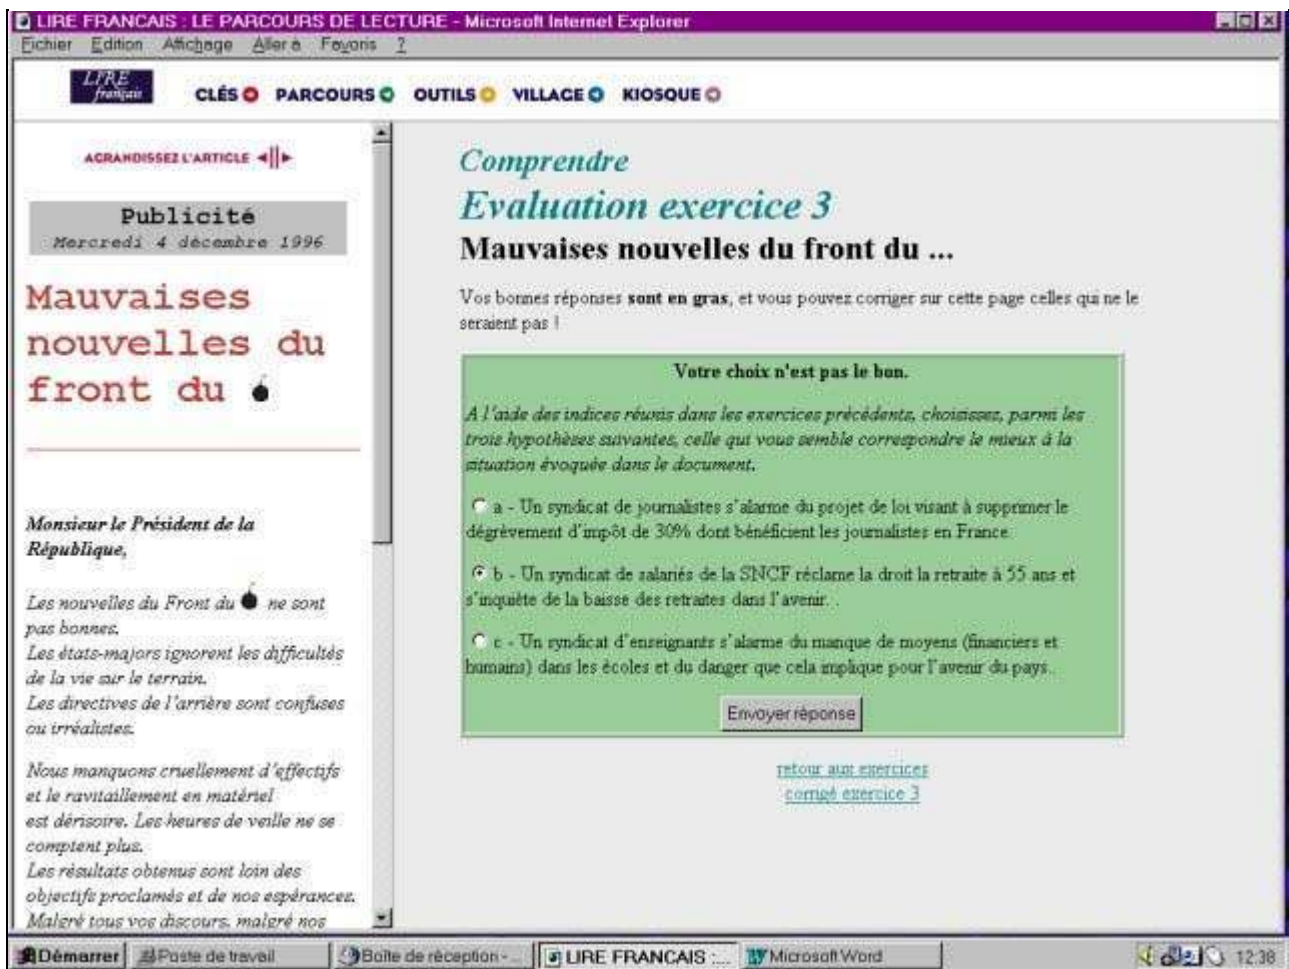 LIRE FRANCAIS : LE PARCOURS DE LECTURE - Microsoft Internet Explorer
Fichier Edition Affichage Aller à Favoris ?
LIRE
français
CLÉS PARCOURS OUTILS VILLAGE KIOSQUE
AGRANDISSEZ L'ARTICLE
Publicité
Mercredi 4 décembre 1996
Mauvaises
nouvelles du
front du
Monsieur le Président de la
République,
Les nouvelles du Front du ne sont
pas bonnes.
Les états-majors ignorent les difficultés
de la vie sur le terrain.
Les directives de l'arrière sont confuses
ou irréalistes.
Nous manquons cruellement d'effectifs
et le ravitaillement en matériel
est dérisoire. Les heures de veille ne se
comptent plus.
Les résultats obtenus sont loin des
objectifs proclamés et de nos espérances.
Malgré tous vos discours, malgré nos
Comprendre
Evaluation exercice 3
Mauvaises nouvelles du front du ...
Vos bonnes réponses sont en gras, et vous pouvez corriger sur cette page celles qui ne le
seraient pas !
Votre choix n'est pas le bon.
A l'aide des indices réunis dans les exercices précédents, choisissez, parmi les
trois hypothèses suivantes, celle qui vous semble correspondre le mieux à la
situation évoquée dans le document.
a - Un syndicat de journalistes s'alarme du projet de loi visant à supprimer le
dégrèvement d'impôt de 30% dont bénéficient les journalistes en France.
b - Un syndicat de salariés de la SNCF réclame la droit la retraite à 55 ans et
s'inquiète de la baisse des retraites dans l'avenir. .
c - Un syndicat d'enseignants s'alarme du manque de moyens (financiers et
humains) dans les écoles et du danger que cela implique pour l'avenir du pays..
Envoyer réponse
retour aux exercices
corrigé exercice 3
Démarrer Poste de travail Boîte de réception - ... LIRE FRANCAIS :... Microsoft Word 12:38